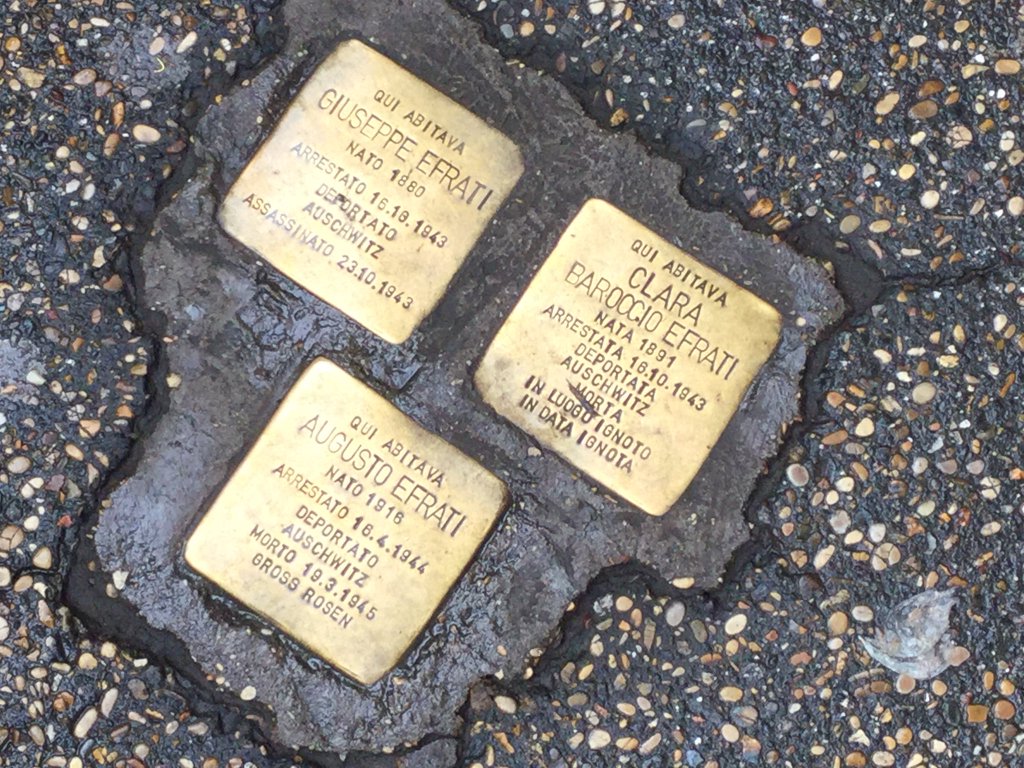 QUI ABITAVA
GIUSEPPE EFRATI
NATO 1880
ARRESTATO 16.10.1943
DEPORTATO
AUSCHWITZ
ASSASSINATO 23.10.1943
QUI ABITAVA
CLARA
BAROCCIO EFRATI
NATA 1891
ARRESTATA 16.10.1943
DEPORTATA
AUSCHWITZ
MORTA
IN LUOGO IGNOTO
IN DATA IGNOTA
QUI ABITAVA
AUGUSTO EFRATI
NATO 1916
ARRESTATO 16.4.1944
DEPORTATO
AUSCHWITZ
MORTO 19.3.1945
GROSS ROSEN